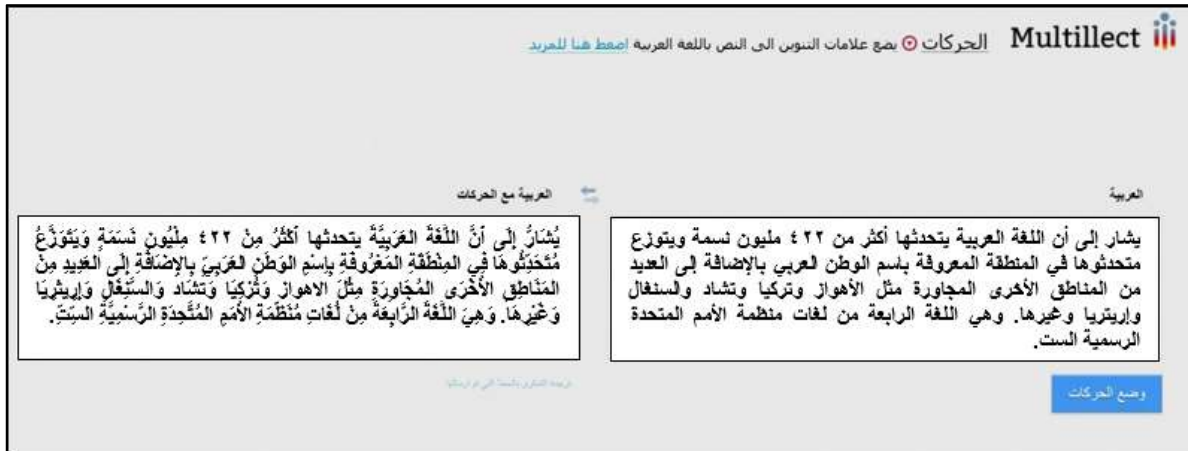 Multillect الحركات يضع علامات التنوين الى النص باللغة العربية اضغط هنا للمزيد
العربية
يشار إلى أن اللغة العربية يتحدثها أكثر من ٤٢٢ مليون نسمة ويتوزع
متحدثوها في المنطقة المعروفة باسم الوطن العربي بالإضافة إلى العديد
من المناطق الأخرى المجاورة مثل الأهواز وتركيا وتشاد والسنغال
وإريتريا وغيرها. وهي اللغة الرابعة من لغات منظمة الأمم المتحدة
الرسمية الست.
وضع الحركات
العربية مع الحركات
يُشَارُ إِلَى أَنَّ اللُّغَةَ العَرَبِيَّةَ يتحدثها أَكْثَرُ مِنْ ٤٢٢ مِلْيُونِ نَسَمَةٍ وَيَتَوَزَّعُ
مُتَحَدِّثُوهَا فِي المِنْطَقَةِ المَعْرُوفَةِ بِاِسْمِ الوَطَنِ العَرَبِيِّ بِالإِضَافَةِ إِلَى العَدِيدِ مِنْ
المَنَاطِقِ الأُخْرَى المُجَاوِرَةِ مِثْلَ الاهواز وَتُرْكِيَا وَتشَاد وَالسِّنِغَالِ وَإِرِيتِرِيَا
وَغَيْرِهَا. وَهِيَ اللُّغَةُ الرَّابِعَةُ مِنْ لُغَاتِ مُنَظَّمَةِ الأُمَمِ المُتَّحِدَةِ الرَّسْمِيَّةِ السِّتِّ.